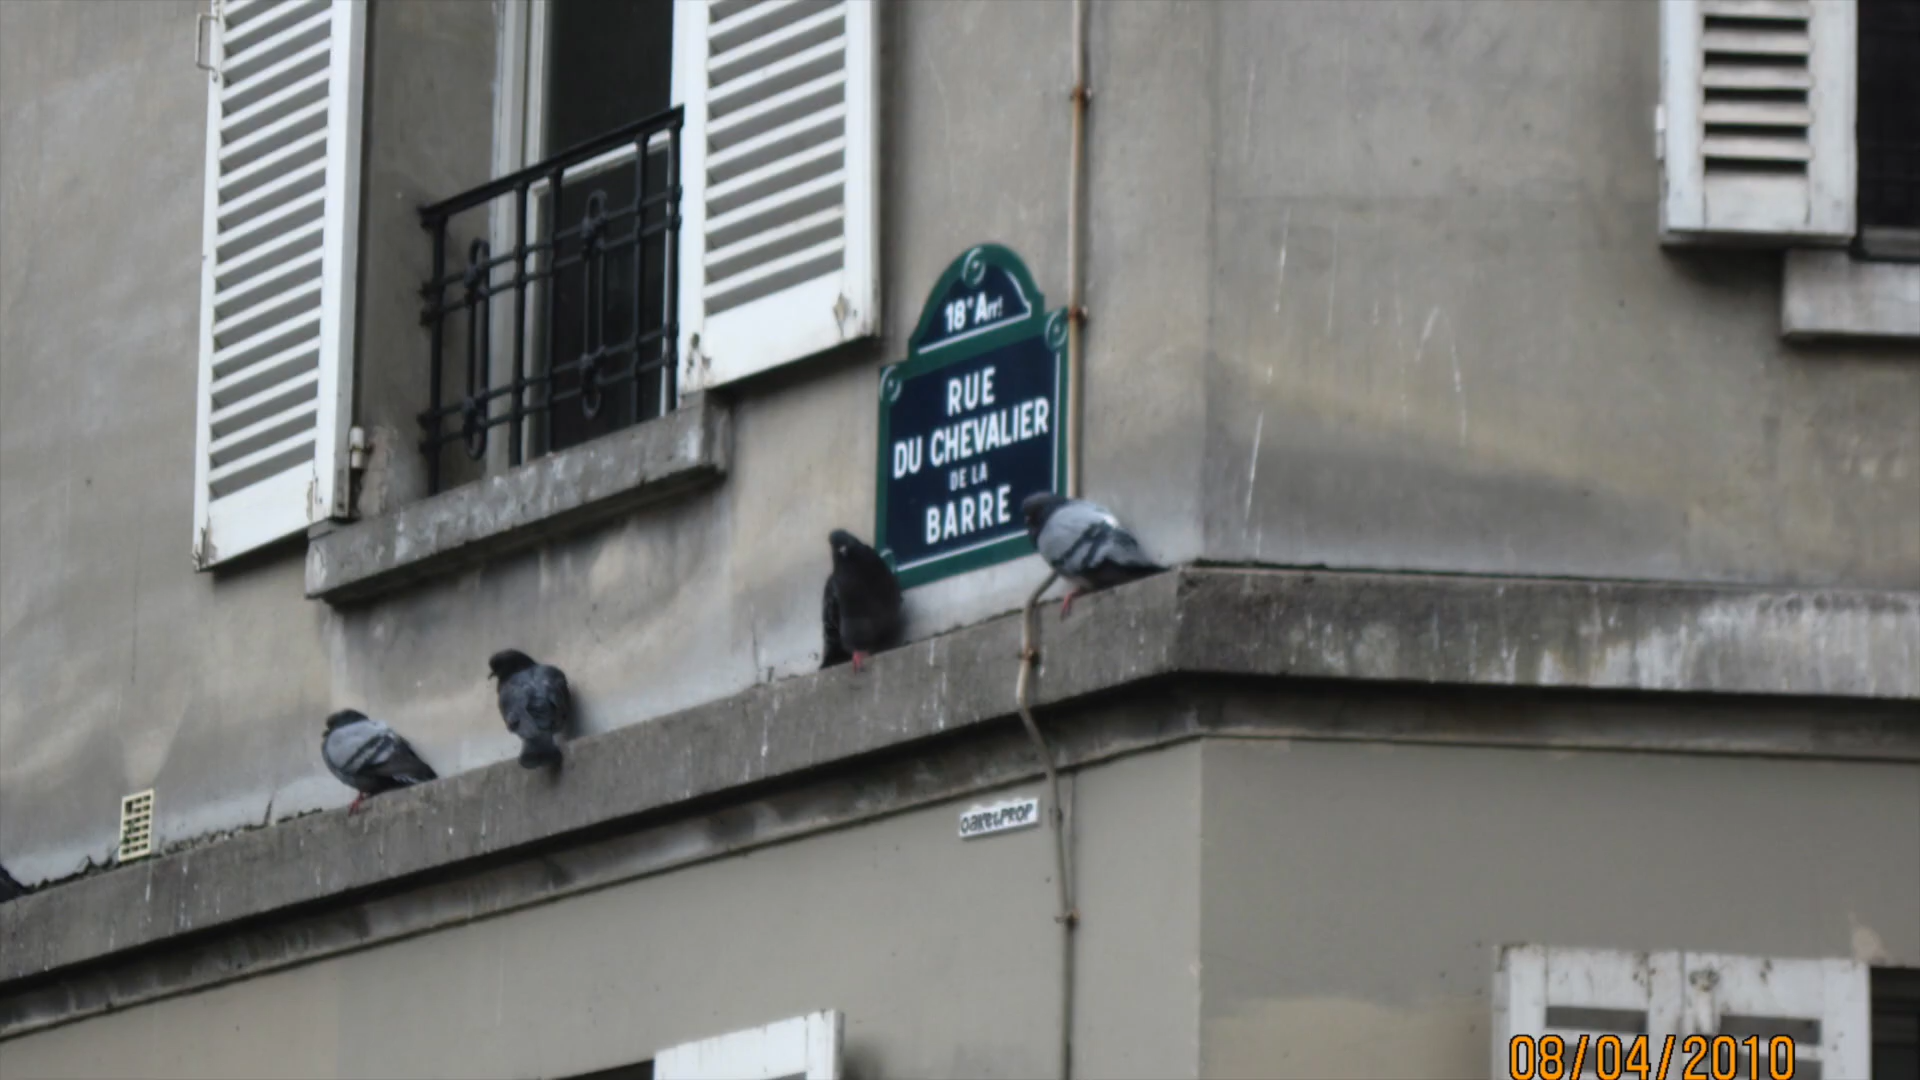 18e Arrt
RUE
DU CHEVALIER
DE LA
BARRE
08/04/2010